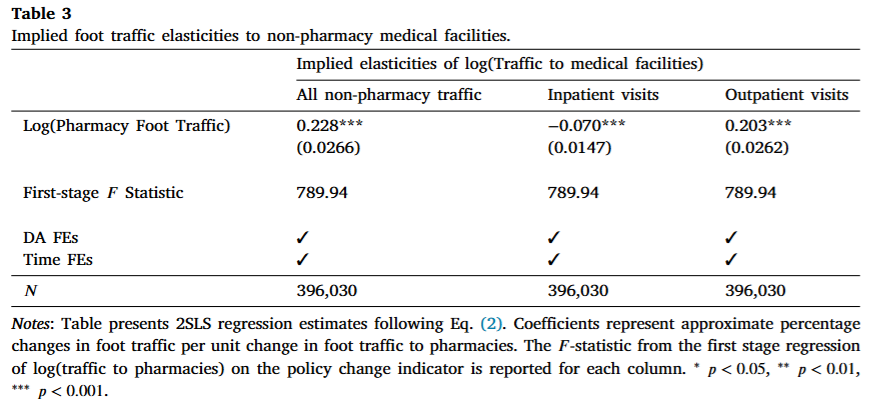 Table 3
Implied foot traffic elasticities to non-pharmacy medical facilities.
Implied elasticities of log(Traffic to medical facilities)
All non-pharmacy traffic Inpatient visits Outpatient visits
Log(Pharmacy Foot Traffic) 0.228*** −0.070*** 0.203***
(0.0266) (0.0147) (0.0262)
First-stage F Statistic 789.94 789.94 789.94
DA FEs ✓ ✓ ✓
Time FEs ✓ ✓ ✓
N 396,030 396,030 396,030
Notes: Table presents 2SLS regression estimates following Eq. (2). Coefficients represent approximate percentage
changes in foot traffic per unit change in foot traffic to pharmacies. The F-statistic from the first stage regression
of log(traffic to pharmacies) on the policy change indicator is reported for each column. * p < 0.05, ** p < 0.01,
*** p < 0.001.